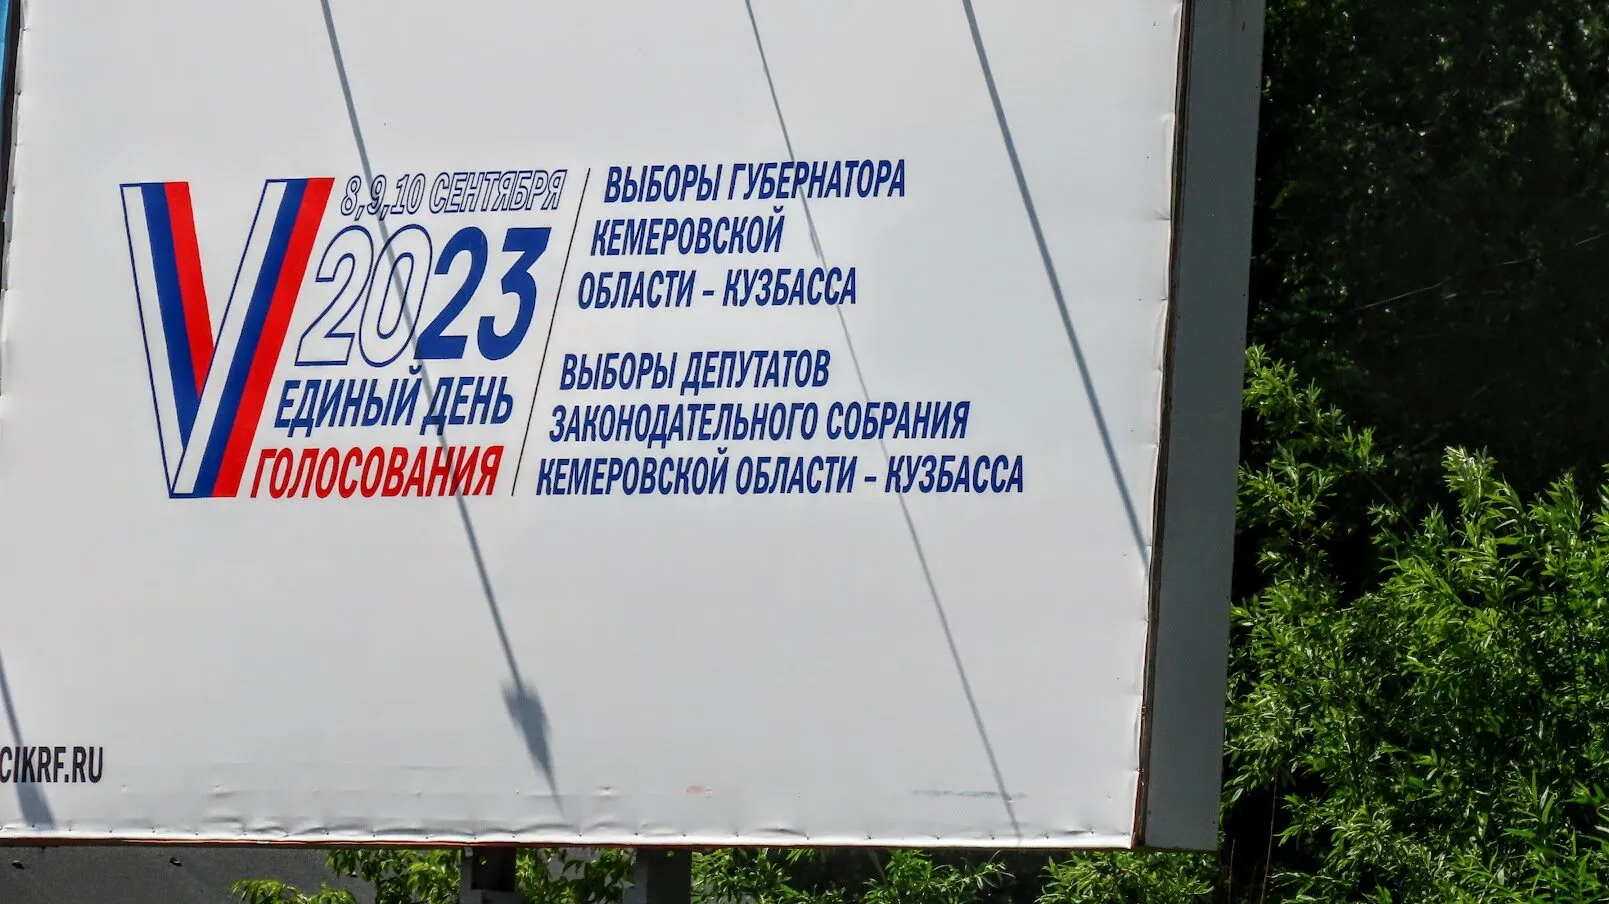 8, 9, 10 СЕНТЯБРЯ
2023
ЕДИНЫЙ ДЕНЬ
ГОЛОСОВАНИЯ
ВЫБОРЫ ГУБЕРНАТОРА
КЕМЕРОВСКОЙ
ОБЛАСТИ – КУЗБАССА
ВЫБОРЫ ДЕПУТАТОВ
ЗАКОНОДАТЕЛЬНОГО СОБРАНИЯ
КЕМЕРОВСКОЙ ОБЛАСТИ – КУЗБАССА
CIKRF.RU